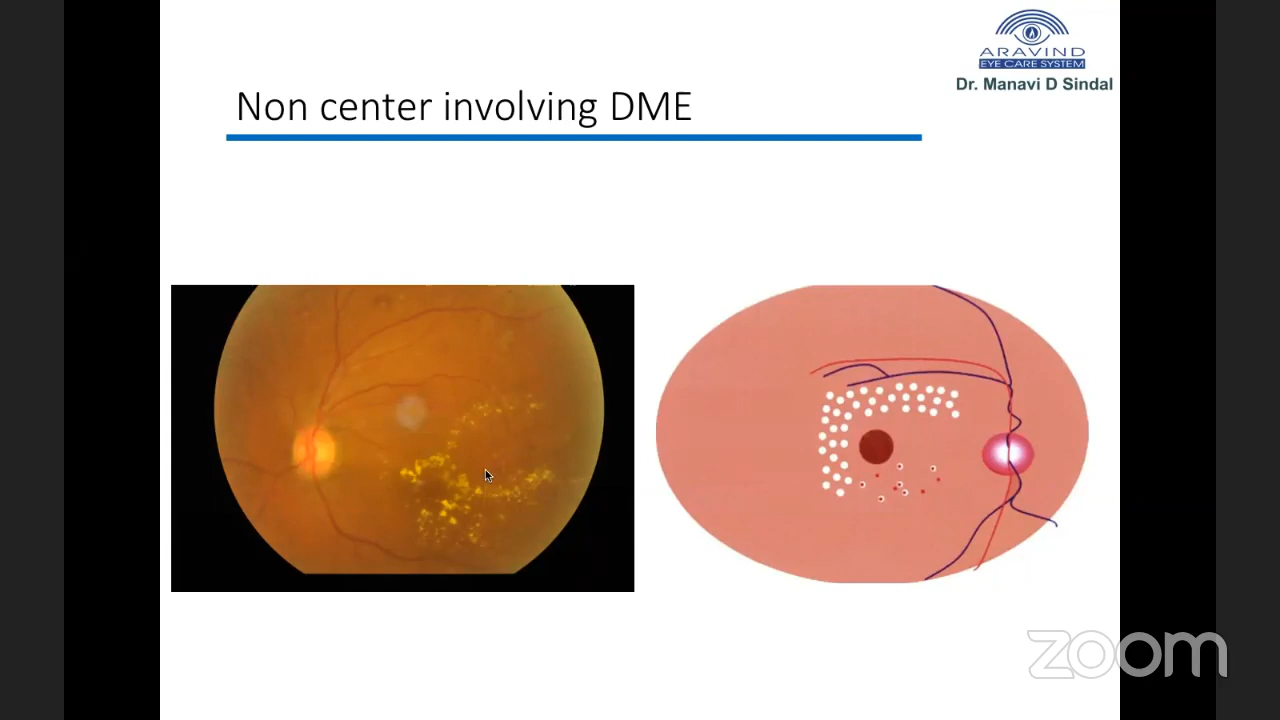 ARAVIND
EYE CARE SYSTEM
Dr. Manavi D Sindal
Non center involving DME
zoom